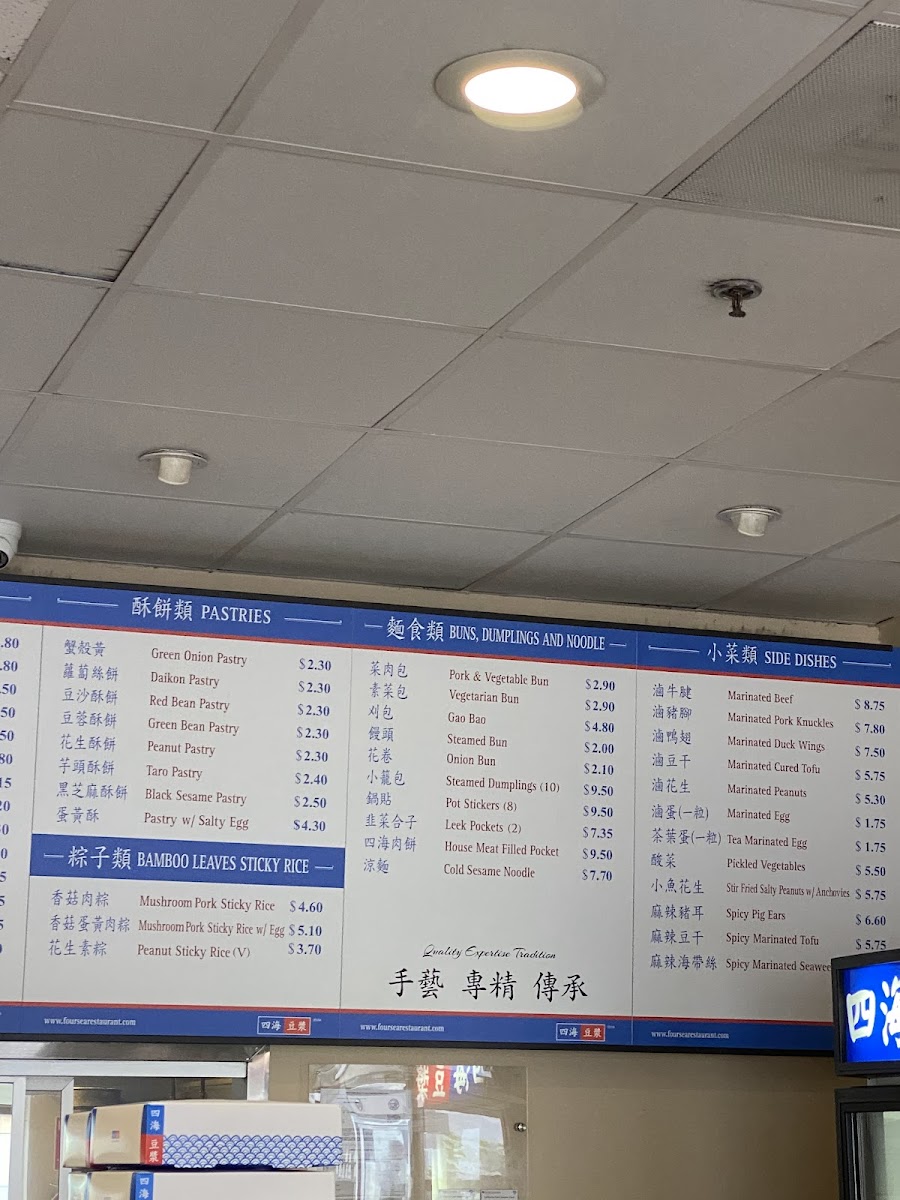 .80
.80
.50
.50
.50
.80
酥餅類 PASTRIES
蟹殼黃 Green Onion Pastry $2.30
蘿蔔絲餅 Daikon Pastry $2.30
豆沙酥餅 Red Bean Pastry $2.30
豆蓉酥餅 Green Bean Pastry $2.30
花生酥餅 Peanut Pastry $2.30
芋頭酥餅 Taro Pastry $2.40
黑芝麻酥餅 Black Sesame Pastry $2.50
蛋黃酥 Pastry w/ Salty Egg $4.30
粽子類 BAMBOO LEAVES STICKY RICE
香菇肉粽 Mushroom Pork Sticky Rice $4.60
香菇蛋黃肉粽 Mushroom Pork Sticky Rice w/ Egg $5.10
花生素粽 Peanut Sticky Rice (V) $3.70
www.foursearestaurant.com 四海 豆漿
麵食類 BUNS, DUMPLINGS AND NOODLE
菜肉包 Pork & Vegetable Bun $2.90
素菜包 Vegetarian Bun $2.90
刈包 Gao Bao $4.80
饅頭 Steamed Bun $2.00
花卷 Onion Bun $2.10
小籠包 Steamed Dumplings (10) $9.50
鍋貼 Pot Stickers (8) $9.50
韭菜合子 Leek Pockets (2) $7.35
四海肉餅 House Meat Filled Pocket $9.50
涼麵 Cold Sesame Noodle $7.70
Quality Expertise Tradition
手藝 專精 傳承
www.foursearestaurant.com 四海 豆漿
小菜類 SIDE DISHES
滷牛腱 Marinated Beef $8.75
滷豬腳 Marinated Pork Knuckles $7.80
滷鴨翅 Marinated Duck Wings $7.50
滷豆干 Marinated Cured Tofu $5.75
滷花生 Marinated Peanuts $5.30
滷蛋(一粒) Marinated Egg $1.75
茶葉蛋(一粒) Tea Marinated Egg $1.75
酸菜 Pickled Vegetables $5.50
小魚花生 Stir Fried Salty Peanuts w/ Anchovies $5.75
麻辣豬耳 Spicy Pig Ears $6.60
麻辣豆干 Spicy Marinated Tofu $5.75
麻辣海帶絲 Spicy Marinated Seawee
www.foursearestaurant.com
四海
四海 豆漿
四海